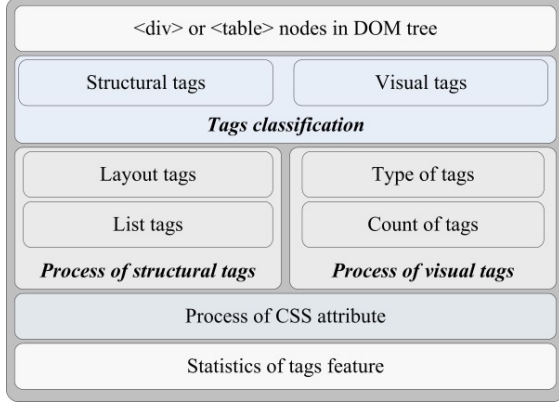 <div> or <table> nodes in DOM tree
Structural tags
Visual tags
Tags classification
Layout tags
List tags
Process of structural tags
Type of tags
Count of tags
Process of visual tags
Process of CSS attribute
Statistics of tags feature